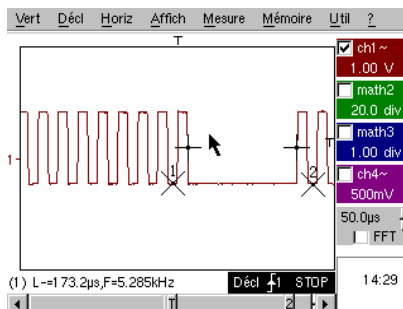 Vert Décl Horiz Affich Mesure Mémoire Util ?
T
ch1~
1.00 V
math2
20.0 div
math3
1.00 div
ch4~
500mV
50.0µs
FFT
1
T
1
2
(1) L-=173.2µs,F=5.285kHz
Décl 1 STOP
14:29
T
2